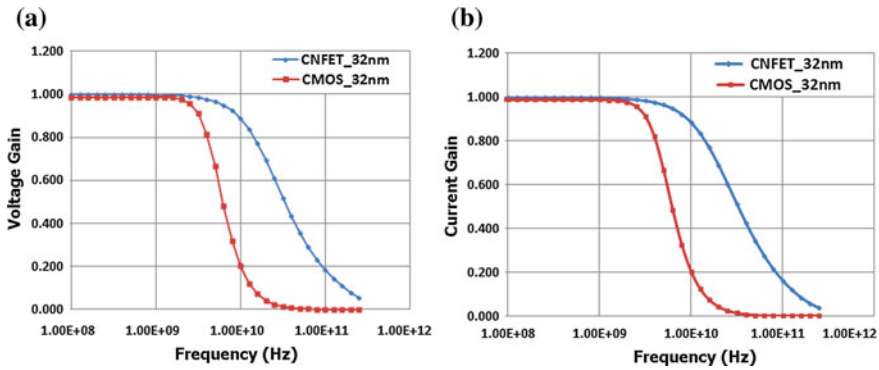 (a)
1.200
1.000
0.800
0.600
0.400
0.200
0.000
Voltage Gain
CNFET_32nm
CMOS_32nm
1.00E+08 1.00E+09 1.00E+10 1.00E+11 1.00E+12
Frequency (Hz)
(b)
1.200
1.000
0.800
0.600
0.400
0.200
0.000
Current Gain
CNFET_32nm
CMOS_32nm
1.00E+08 1.00E+09 1.00E+10 1.00E+11 1.00E+12
Frequency (Hz)